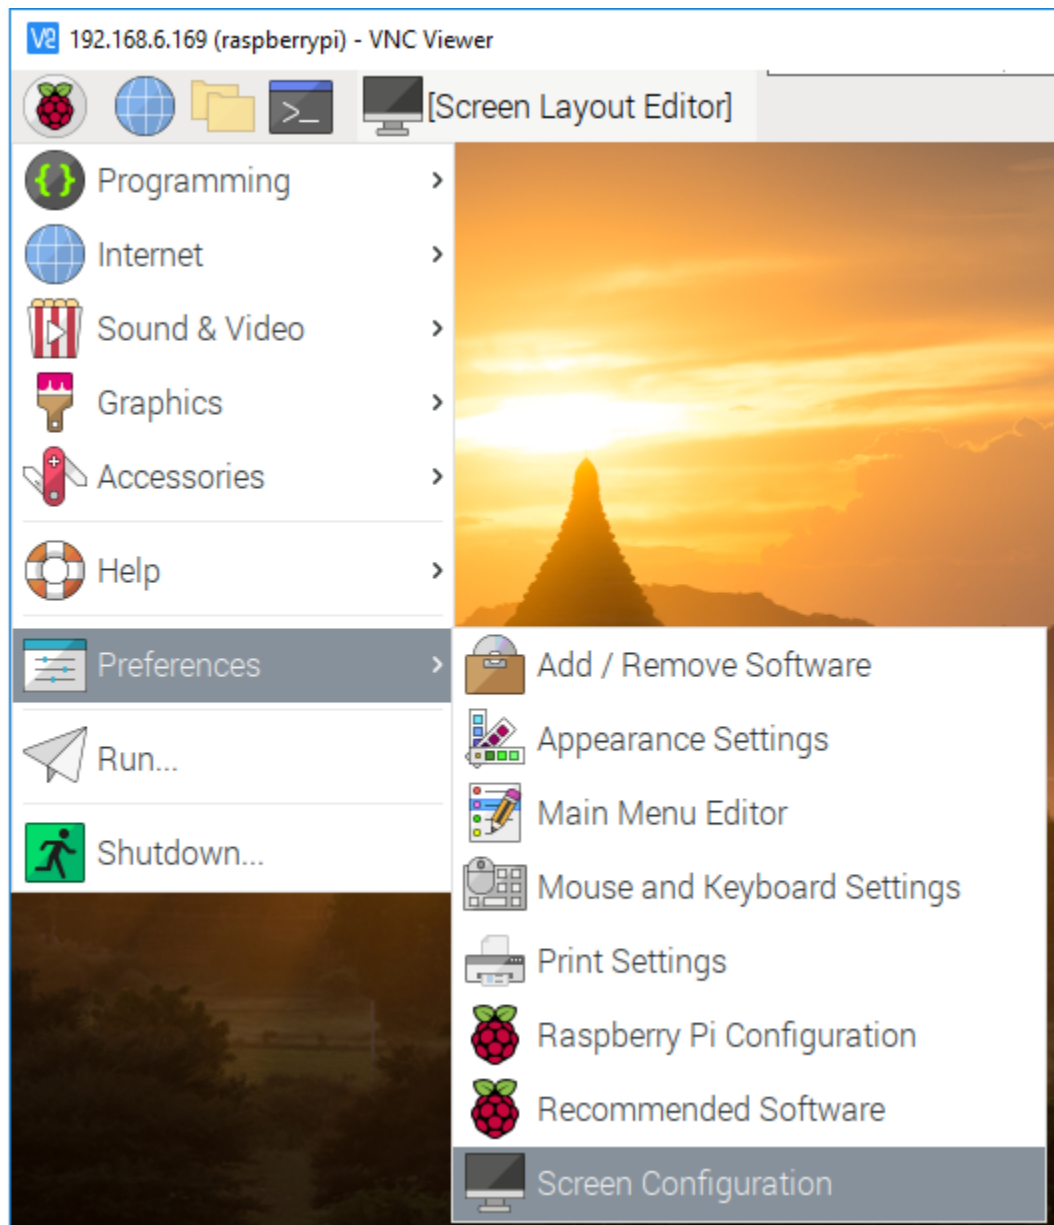 192.168.6.169 (raspberrypi) - VNC Viewer
[Screen Layout Editor]
Programming
Internet
Sound & Video
Graphics
Accessories
Help
Preferences
Run...
Shutdown...
Add / Remove Software
Appearance Settings
Main Menu Editor
Mouse and Keyboard Settings
Print Settings
Raspberry Pi Configuration
Recommended Software
Screen Configuration